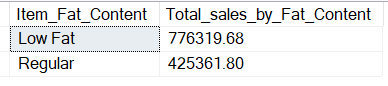 Item_Fat_Content Total_sales_by_Fat_Content
Low Fat 776319.68
Regular 425361.80